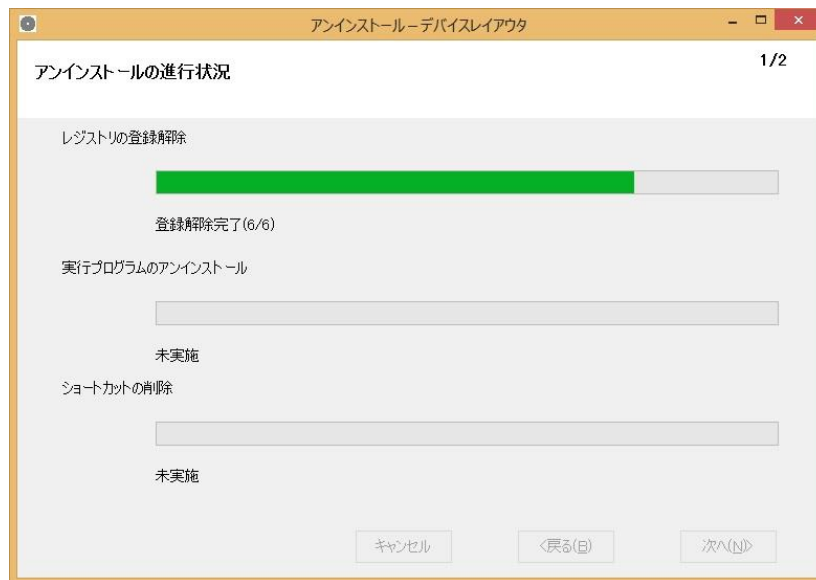 アンインストールーデバイスレイアウタ
アンインストールの進行状況
1/2
レジストリの登録解除
登録解除完了(6/6)
実行プログラムのアンインストール
未実施
ショートカットの削除
未実施
キャンセル
<戻る(B)
次へ(N)>